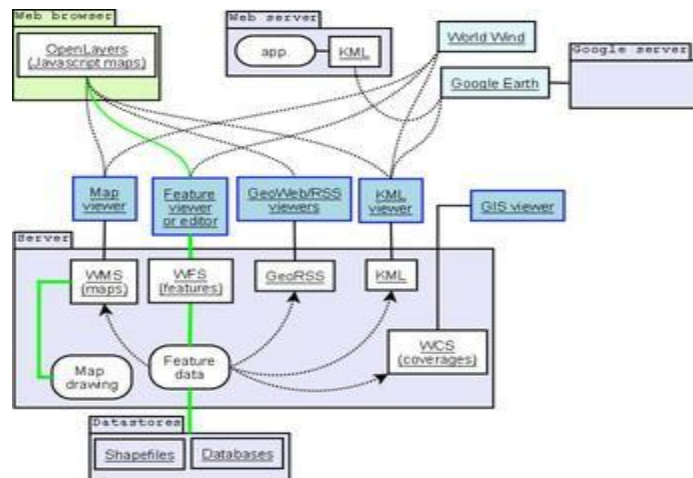 Web browser
OpenLayers
(Javascript maps)
Web server
app.
KML
World Wind
Google Earth
Google server
Map
viewer
Feature
viewer
or editor
GeoWeb/RSS
viewers
KML
viewer
GIS viewer
Server
WMS
(maps)
WFS
(features)
GeoRSS
KML
WCS
(coverages)
Map
drawing
Feature
data
Datastores
Shapefiles
Databases